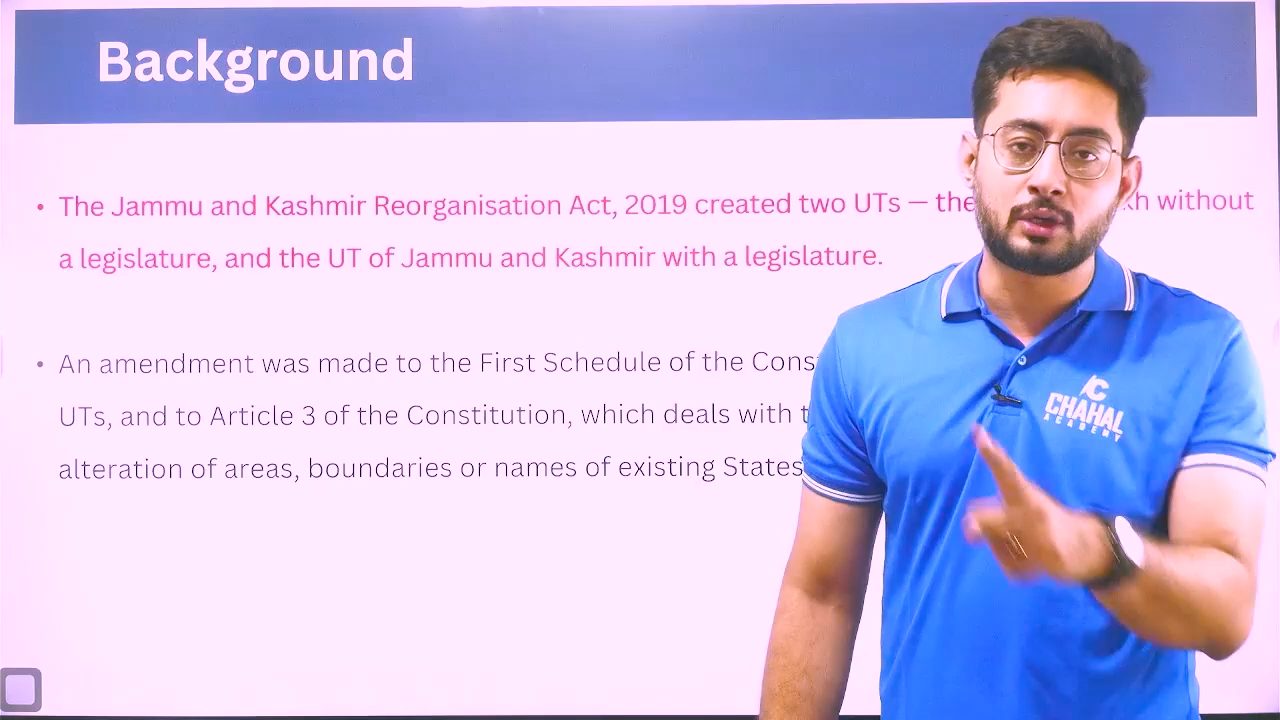 Background
• The Jammu and Kashmir Reorganisation Act, 2019 created two UTs — the without
a legislature, and the UT of Jammu and Kashmir with a legislature.
• An amendment was made to the First Schedule of the
UTs, and to Article 3 of the Constitution, which deals with
alteration of areas, boundaries or names of existing States
CHAHAL
ACADEMY